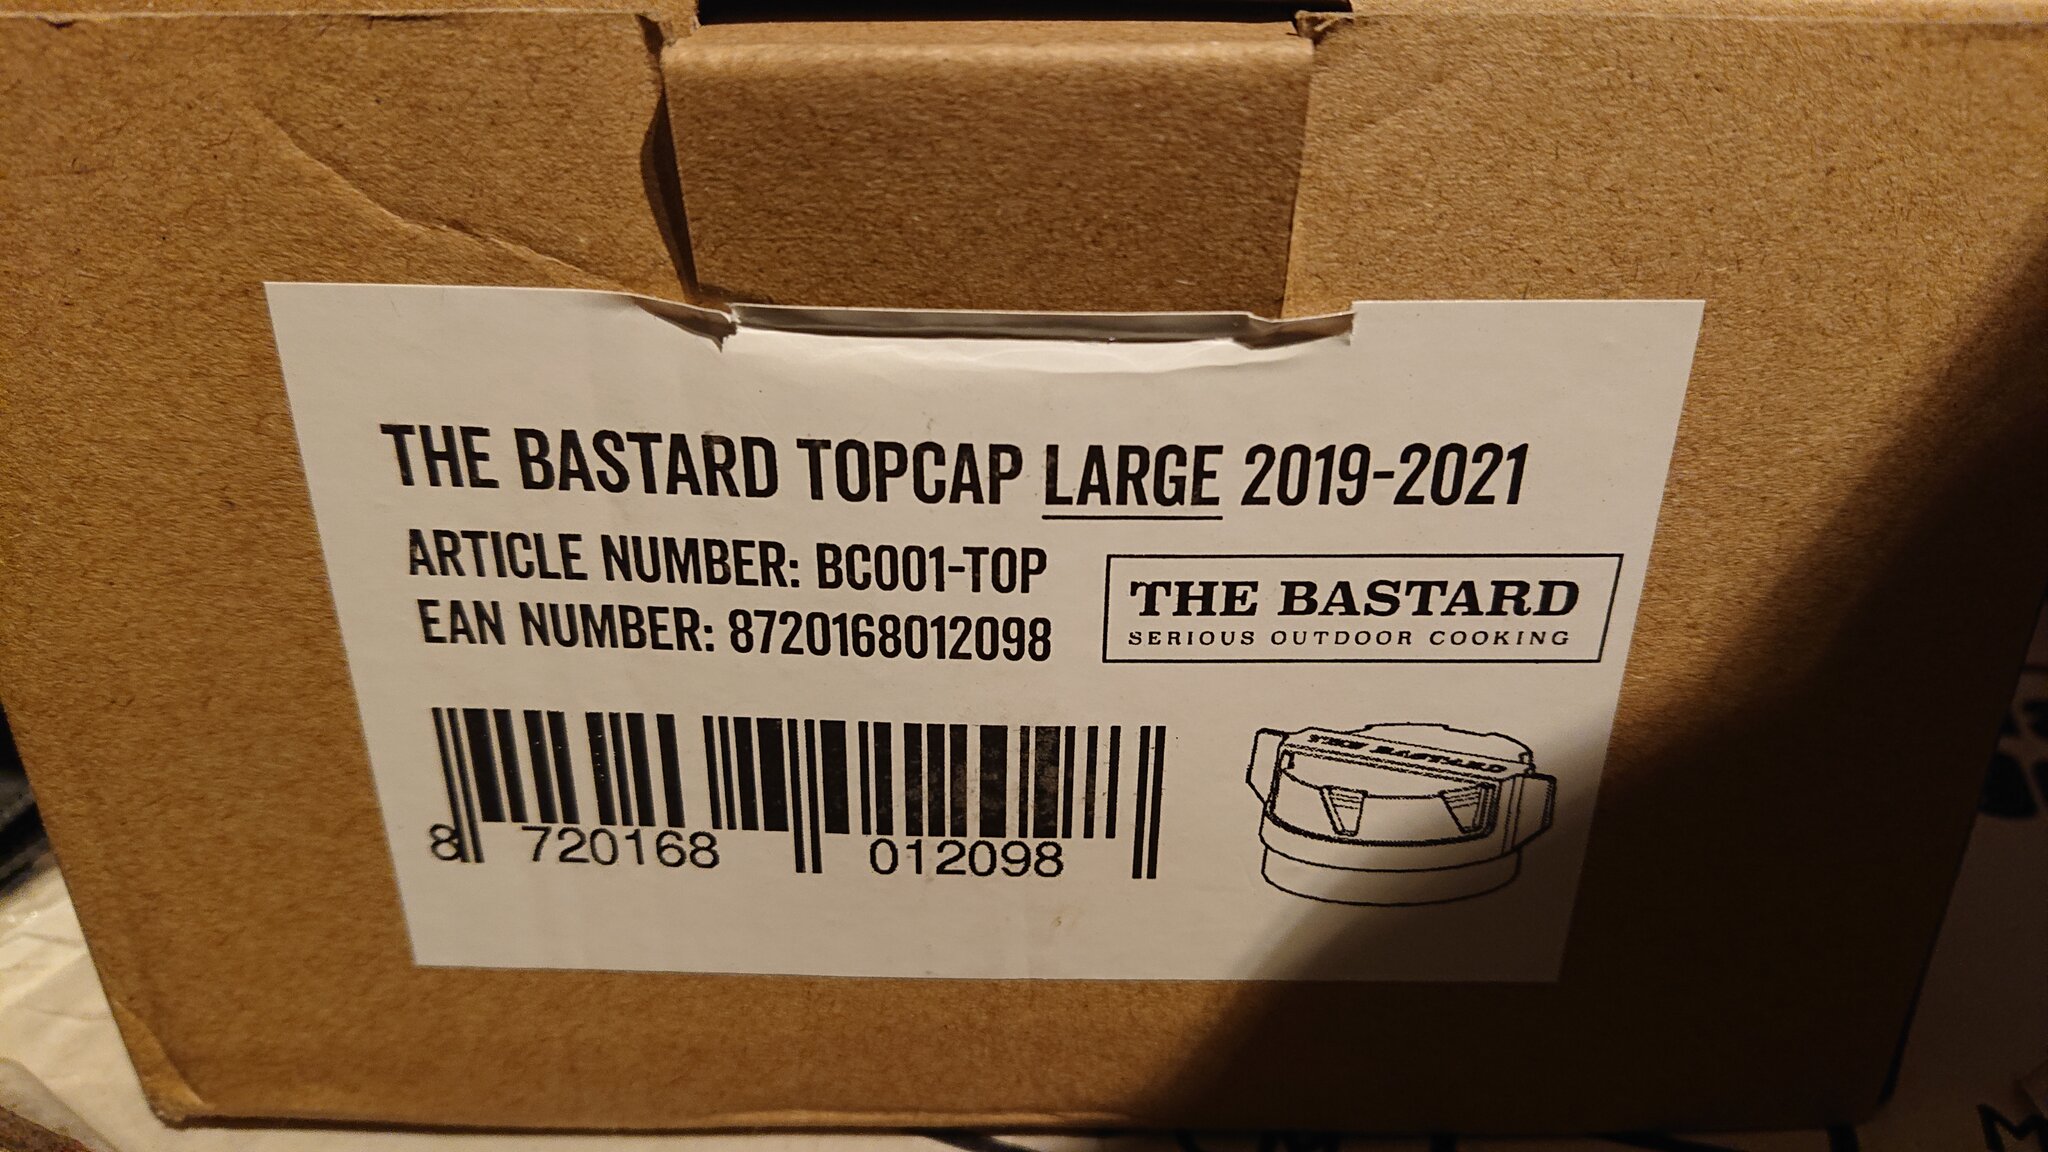 THE BASTARD TOPCAP LARGE 2019-2021
ARTICLE NUMBER: BC001-TOP
EAN NUMBER: 8720168012098
THE BASTARD
SERIOUS OUTDOOR COOKING
THE BASTARD
8 720168 012098